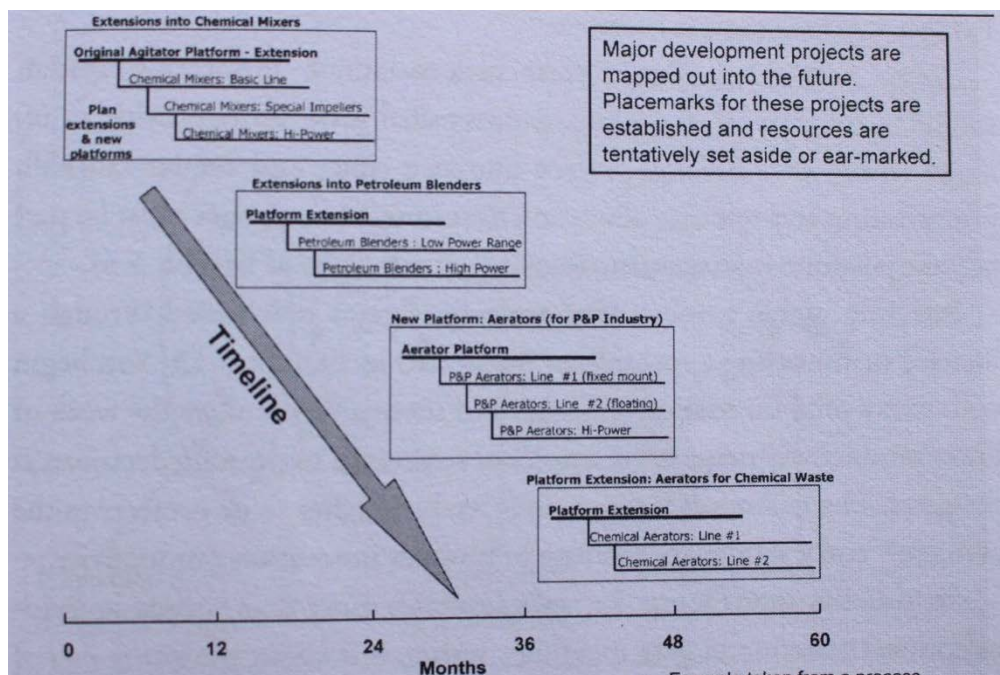 Extensions into Chemical Mixers
Original Agitator Platform - Extension
Chemical Mixers: Basic Line
Chemical Mixers: Special Impellers
Chemical Mixers: Hi-Power
Plan
extensions
& new
platforms
Major development projects are
mapped out into the future.
Placemarks for these projects are
established and resources are
tentatively set aside or ear-marked.
Extensions into Petroleum Blenders
Platform Extension
Petroleum Blenders : Low Power Range
Petroleum Blenders : High Power
Timeline
New Platform: Aerators (for P&P Industry)
Aerator Platform
P&P Aerators: Line #1 (fixed mount)
P&P Aerators: Line #2 (floating)
P&P Aerators: Hi-Power
Platform Extension: Aerators for Chemical Waste
Platform Extension
Chemical Aerators: Line #1
Chemical Aerators: Line #2
0 12 24 36 48 60
Months